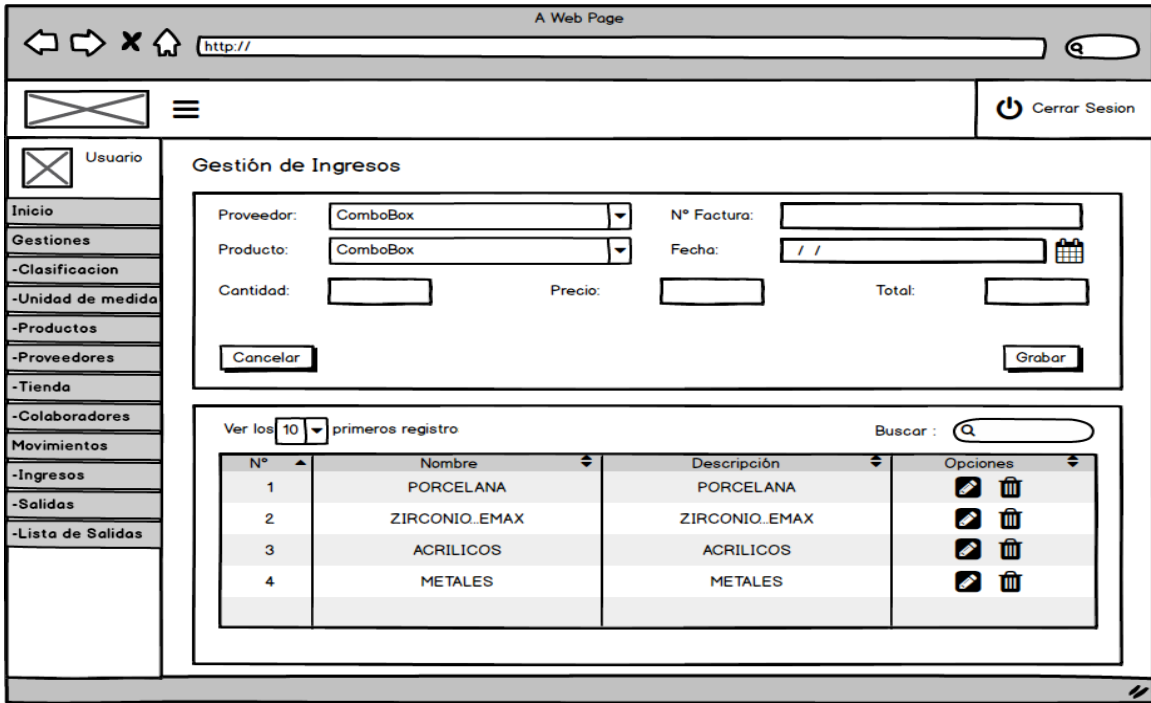 A Web Page
http://
Cerrar Sesion
Usuario
Inicio
Gestiones
-Clasificacion
-Unidad de medida
-Productos
-Proveedores
-Tienda
-Colaboradores
Movimientos
-Ingresos
-Salidas
-Lista de Salidas
Gestión de Ingresos
Proveedor: ComboBox N° Factura:
Producto: ComboBox Fecha: / /
Cantidad: Precio: Total:
Cancelar Grabar
Ver los 10 primeros registro Buscar :
N° Nombre Descripción Opciones
1 PORCELANA PORCELANA
2 ZIRCONIO...EMAX ZIRCONIO...EMAX
3 ACRILICOS ACRILICOS
4 METALES METALES